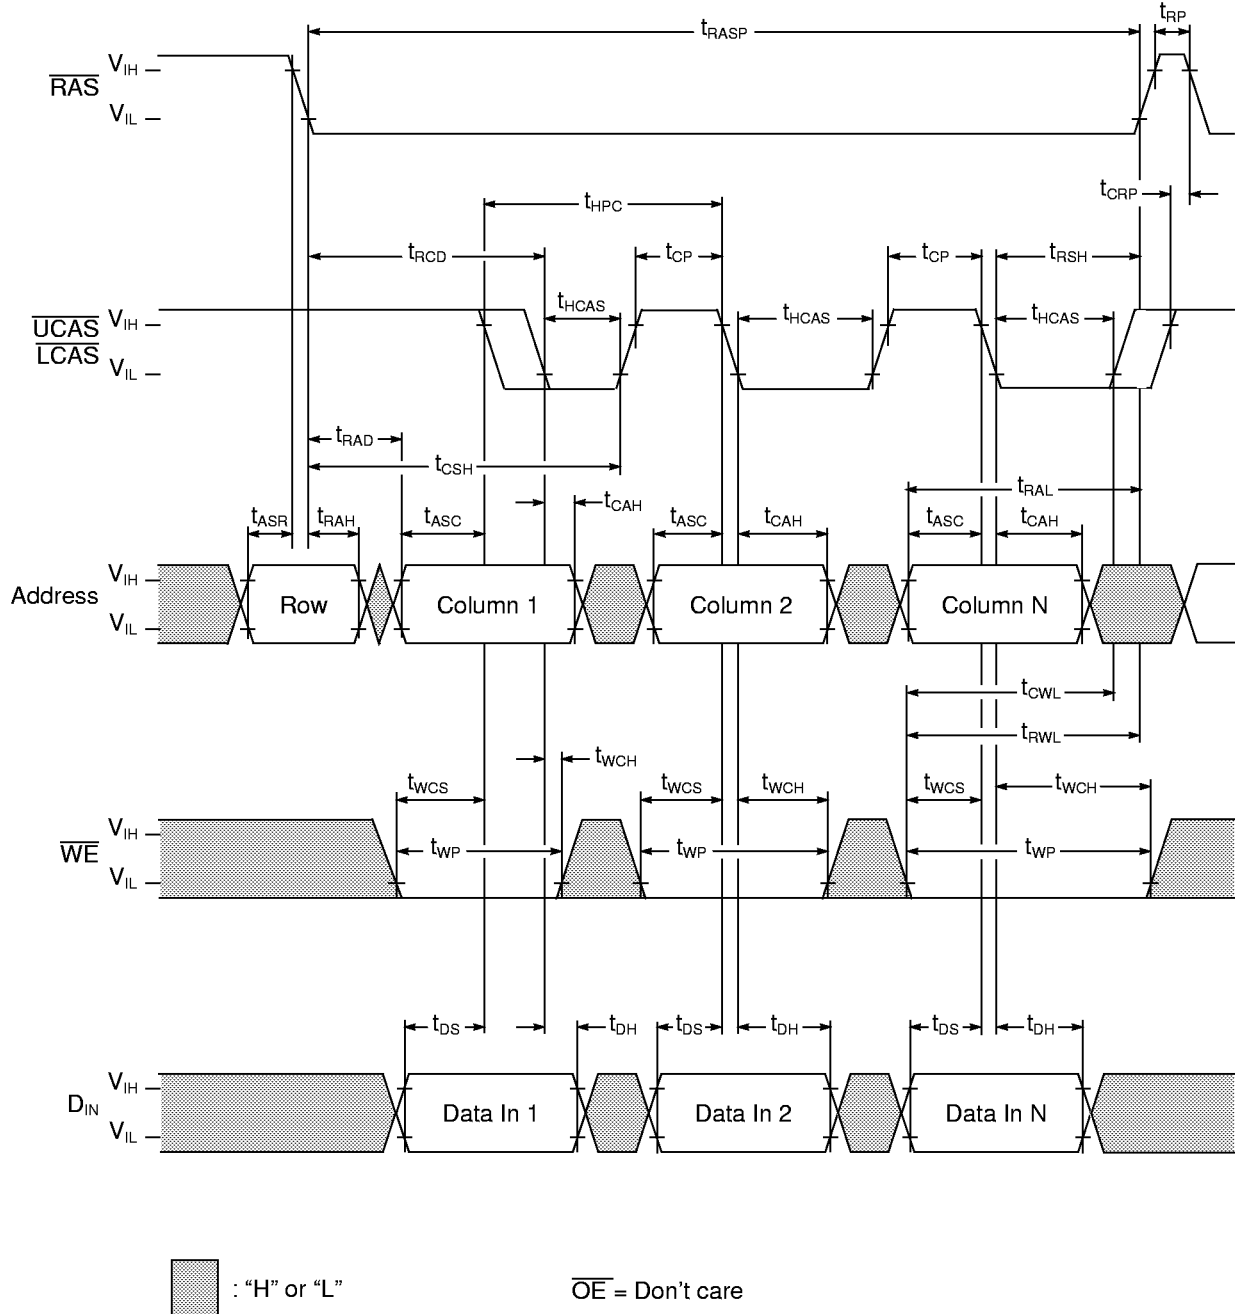 tRP
tRASP
VIH
RAS
VIL
tCRP
tHPC
tRCD tCP tCP tRSH
tHCAS tHCAS tHCAS
VIH
UCAS
LCAS
VIL
tRAD
tCSH
tRAL
tCAH
tASR tRAH tASC tASC tCAH tASC tCAH
VIH
Address Row Column 1 Column 2 Column N
VIL
tCWL
tRWL
tWCH
tWCS tWCS tWCH tWCS tWCH
VIH
WE tWP tWP tWP
VIL
tDS tDH tDS tDH tDS tDH
VIH
DIN Data In 1 Data In 2 Data In N
VIL
: “H” or “L” OE = Don't care